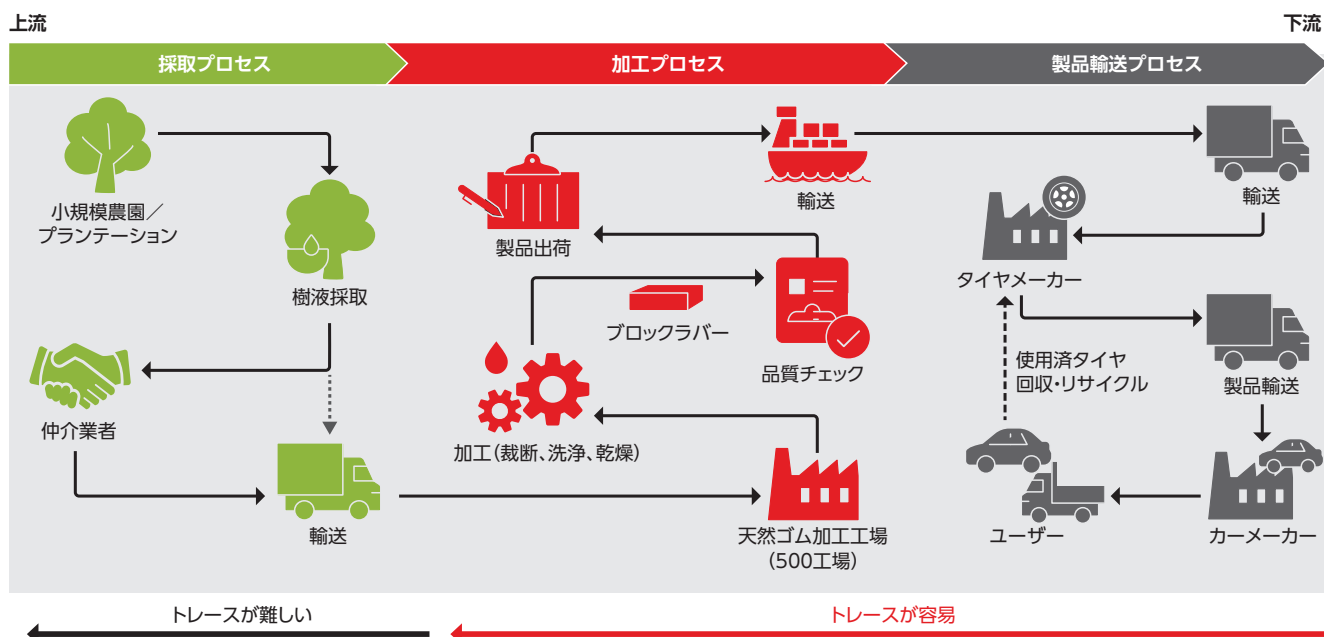 上流
下流
採取プロセス
加工プロセス
製品輸送プロセス
小規模農園／
プランテーション
樹液採取
仲介業者
輸送
製品出荷
輸送
ブロックラバー
品質チェック
加工（裁断、洗浄、乾燥）
天然ゴム加工工場
（500工場）
輸送
タイヤメーカー
使用済タイヤ
回収・リサイクル
製品輸送
ユーザー
カーメーカー
トレースが難しい
トレースが容易